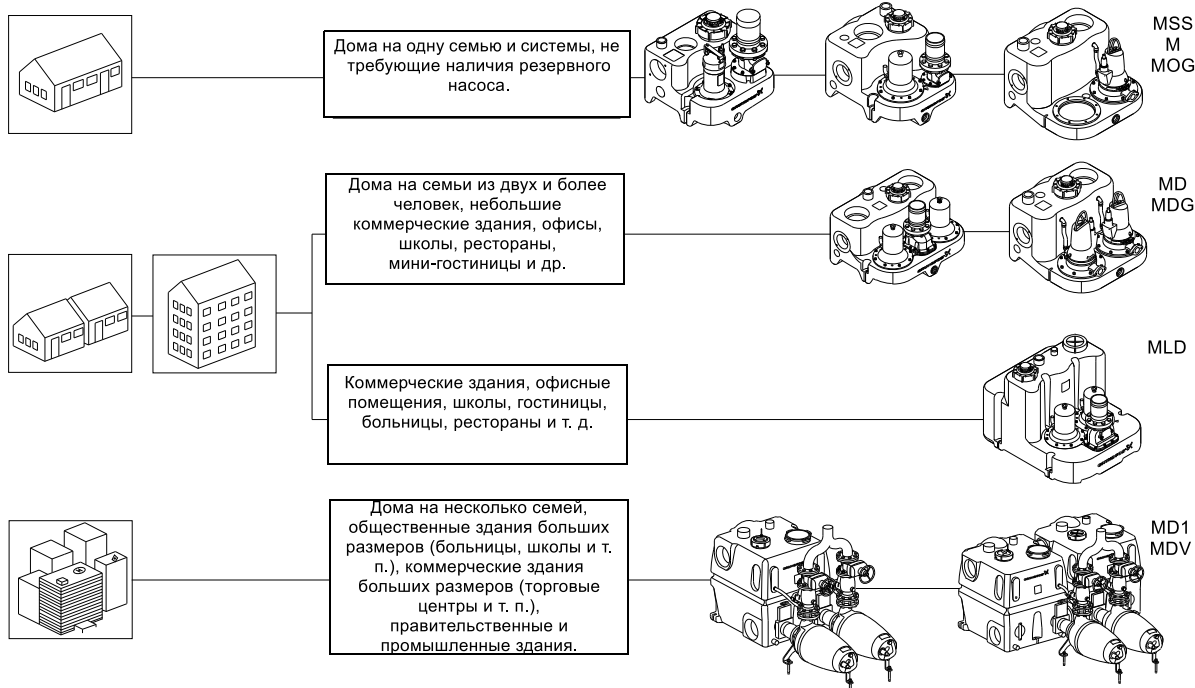 Дома на одну семью и системы, не
требующие наличия резервного
насоса.
MSS
M
MOG
Дома на семьи из двух и более
человек, небольшие
коммерческие здания, офисы,
школы, рестораны,
мини-гостиницы и др.
MD
MDG
Коммерческие здания, офисные
помещения, школы, гостиницы,
больницы, рестораны и т. д.
MLD
Дома на несколько семей,
общественные здания больших
размеров (больницы, школы и т.
п.), коммерческие здания
больших размеров (торговые
центры и т. п.),
правительственные и
промышленные здания.
MD1
MDV